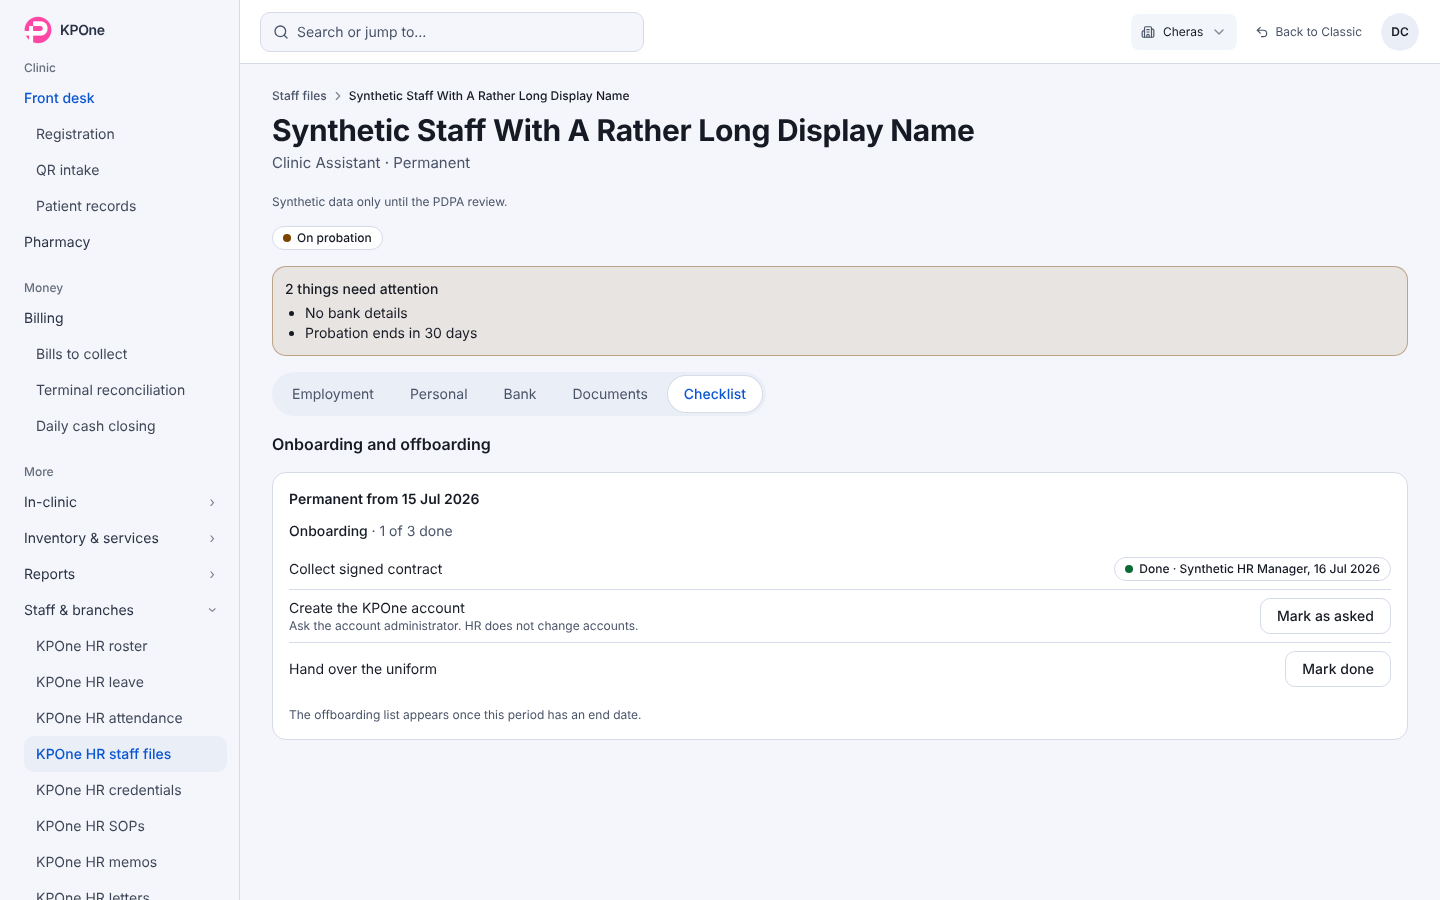 KPOne
Search or jump to...
Cheras
Back to Classic
DC
Clinic
Front desk
Registration
QR intake
Patient records
Pharmacy
Money
Billing
Bills to collect
Terminal reconciliation
Daily cash closing
More
In-clinic
Inventory & services
Reports
Staff & branches
KPOne HR roster
KPOne HR leave
KPOne HR attendance
KPOne HR staff files
KPOne HR credentials
KPOne HR SOPs
KPOne HR memos
KPOne HR letters
Staff files > Synthetic Staff With A Rather Long Display Name
Synthetic Staff With A Rather Long Display Name
Clinic Assistant · Permanent
Synthetic data only until the PDPA review.
On probation
2 things need attention
• No bank details
• Probation ends in 30 days
Employment Personal Bank Documents Checklist
Onboarding and offboarding
Permanent from 15 Jul 2026
Onboarding · 1 of 3 done
Collect signed contract
Done · Synthetic HR Manager, 16 Jul 2026
Create the KPOne account
Ask the account administrator. HR does not change accounts.
Mark as asked
Hand over the uniform
Mark done
The offboarding list appears once this period has an end date.